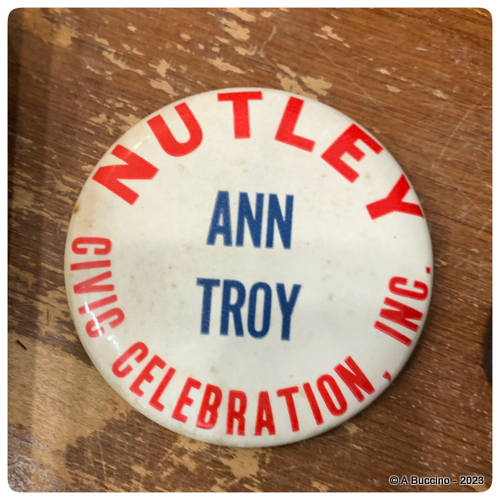 NUTLEY
ANN
TROY
CIVIC CELEBRATION, INC.
© A Buccino - 2023